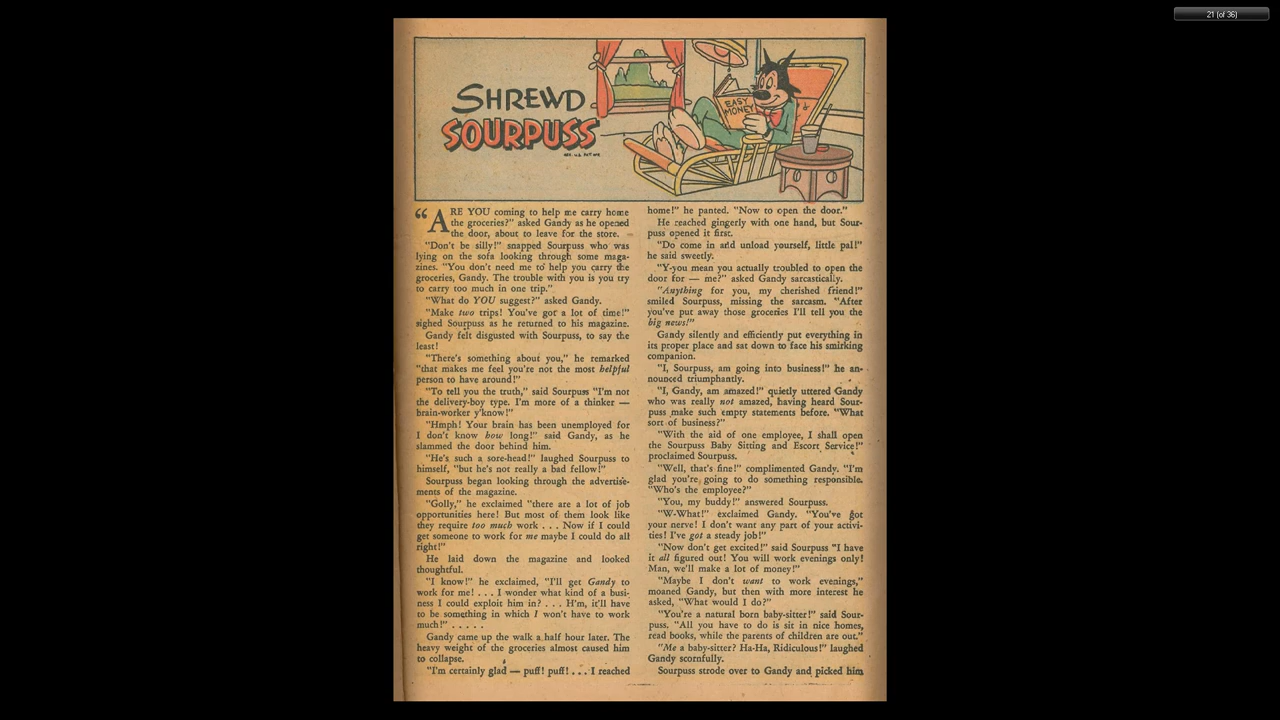 21 (of 36)
SHREWD
SOURPUSS
REG. U.S. PAT. OFF.
EASY
MONEY
"ARE YOU coming to help me carry home
the groceries?" asked Gandy as he opened
the door, about to leave for the store.
"Don't be silly!" snapped Sourpuss who was
lying on the sofa looking through some maga-
zines. "You don't need me to help you carry the
groceries, Gandy. The trouble with you is you try
to carry too much in one trip."
"What do YOU suggest?" asked Gandy.
"Make two trips! You've got a lot of time!"
sighed Sourpuss as he returned to his magazine.
Gandy felt disgusted with Sourpuss, to say the
least!
"There's something about you," he remarked
"that makes me feel you're not the most helpful
person to have around!"
"To tell you the truth," said Sourpuss "I'm not
the delivery-boy type. I'm more of a thinker —
brain-worker y'know!"
"Hmph! Your brain has been unemployed for
I don't know how long!" said Gandy, as he
slammed the door behind him.
"He's such a sore-head!" laughed Sourpuss to
himself, "but he's not really a bad fellow!"
Sourpuss began looking through the advertise-
ments of the magazine.
"Golly," he exclaimed "there are a lot of job
opportunities here! But most of them look like
they require too much work . . . Now if I could
get someone to work for me maybe I could do all
right!"
He laid down the magazine and looked
thoughtful.
"I know!" he exclaimed, "I'll get Gandy to
work for me! . . . I wonder what kind of a busi-
ness I could exploit him in? . . . H'm, it'll have
to be something in which I won't have to work
much!" . . . . .
Gandy came up the walk a half hour later. The
heavy weight of the groceries almost caused him
to collapse.
"I'm certainly glad — puff! puff! . . . I reached
home!" he panted. "Now to open the door."
He reached gingerly with one hand, but Sour-
puss opened it first.
"Do come in and unload yourself, little pal!"
he said sweetly.
"Y-you mean you actually troubled to open the
door for — me?" asked Gandy sarcastically.
"Anything for you, my cherished friend!"
smiled Sourpuss, missing the sarcasm. "After
you've put away those groceries I'll tell you the
big news!"
Gandy silently and efficiently put everything in
its proper place and sat down to face his smirking
companion.
"I, Sourpuss, am going into business!" he an-
nounced triumphantly.
"I, Gandy, am amazed!" quietly uttered Gandy
who was really not amazed, having heard Sour-
puss make such empty statements before. "What
sort of business?"
"With the aid of one employee, I shall open
the Sourpuss Baby Sitting and Escort Service!"
proclaimed Sourpuss.
"Well, that's fine!" complimented Gandy. "I'm
glad you're going to do something responsible.
"Who's the employee?"
"You, my buddy!" answered Sourpuss.
"W-What!" exclaimed Gandy. "You've got
your nerve! I don't want any part of your activi-
ties! I've got a steady job!"
"Now don't get excited!" said Sourpuss "I have
it all figured out! You will work evenings only!
Man, we'll make a lot of money!"
"Maybe I don't want to work evenings,"
moaned Gandy, but then with more interest he
asked, "What would I do?"
"You're a natural born baby-sitter!" said Sour-
puss. "All you have to do is sit in nice homes,
read books, while the parents of children are out."
"Me a baby-sitter? Ha-Ha, Ridiculous!" laughed
Gandy scornfully.
Sourpuss strode over to Gandy and picked him